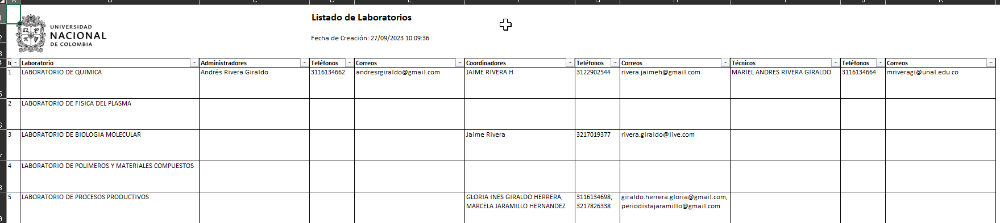 UNIVERSIDAD
NACIONAL
DE COLOMBIA
Listado de Laboratorios
Fecha de Creación: 27/09/2023 10:09:36
Laboratorio Administradores Teléfonos Correos Coordinadores Teléfonos Correos Técnicos Teléfonos Correos
1 LABORATORIO DE QUIMICA Andrés Rivera Giraldo 3116134662 andresrgiraldo@gmail.com JAIME RIVERA H 3122902544 rivera.jaimeh@gmail.com MARIEL ANDRES RIVERA GIRALDO 3116134664 mriveragi@unal.edu.co
2 LABORATORIO DE FISICA DEL PLASMA
3 LABORATORIO DE BIOLOGIA MOLECULAR Jaime Rivera 3217019377 rivera.giraldo@live.com
4 LABORATORIO DE POLIMEROS Y MATERIALES COMPUESTOS
5 LABORATORIO DE PROCESOS PRODUCTIVOS GLORIA INES GIRALDO HERRERA, 3116134698, giraldo.herrera.gloria@gmail.com,
MARCELA JARAMILLO HERNANDEZ 3217826338 periodistajaramillo@gmail.com